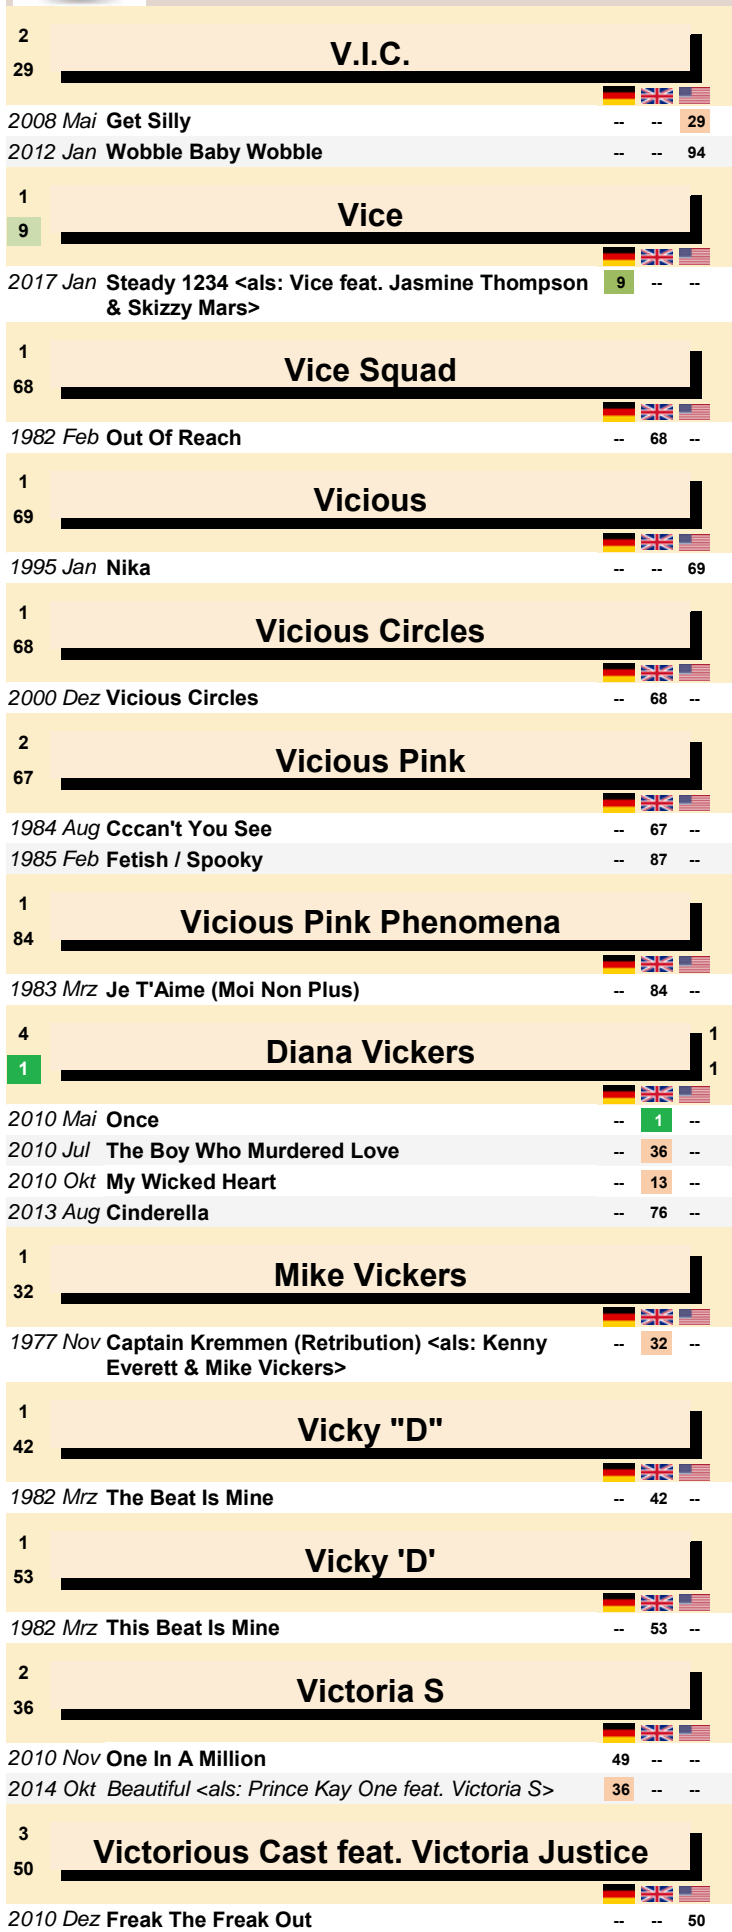 2
V.I.C.
29
2008 Mai Get Silly -- -- 29
2012 Jan Wobble Baby Wobble -- -- 94
1
Vice
9
2017 Jan Steady 1234 <als: Vice feat. Jasmine Thompson 9 -- --
& Skizzy Mars>
1
Vice Squad
68
1982 Feb Out Of Reach -- 68 --
1
Vicious
69
1995 Jan Nika -- -- 69
1
Vicious Circles
68
2000 Dez Vicious Circles -- 68 --
2
Vicious Pink
67
1984 Aug Cccan't You See -- 67 --
1985 Feb Fetish / Spooky -- 87 --
1
Vicious Pink Phenomena
84
1983 Mrz Je T'Aime (Moi Non Plus) -- 84 --
4 1
Diana Vickers
1 1
2010 Mai Once -- 1 --
2010 Jul The Boy Who Murdered Love -- 36 --
2010 Okt My Wicked Heart -- 13 --
2013 Aug Cinderella -- 76 --
1
Mike Vickers
32
1977 Nov Captain Kremmen (Retribution) <als: Kenny -- 32 --
Everett & Mike Vickers>
1
Vicky "D"
42
1982 Mrz The Beat Is Mine -- 42 --
1
Vicky 'D'
53
1982 Mrz This Beat Is Mine -- 53 --
2
Victoria S
36
2010 Nov One In A Million 49 -- --
2014 Okt Beautiful <als: Prince Kay One feat. Victoria S> 36 -- --
3
Victorious Cast feat. Victoria Justice
50
2010 Dez Freak The Freak Out -- -- 50